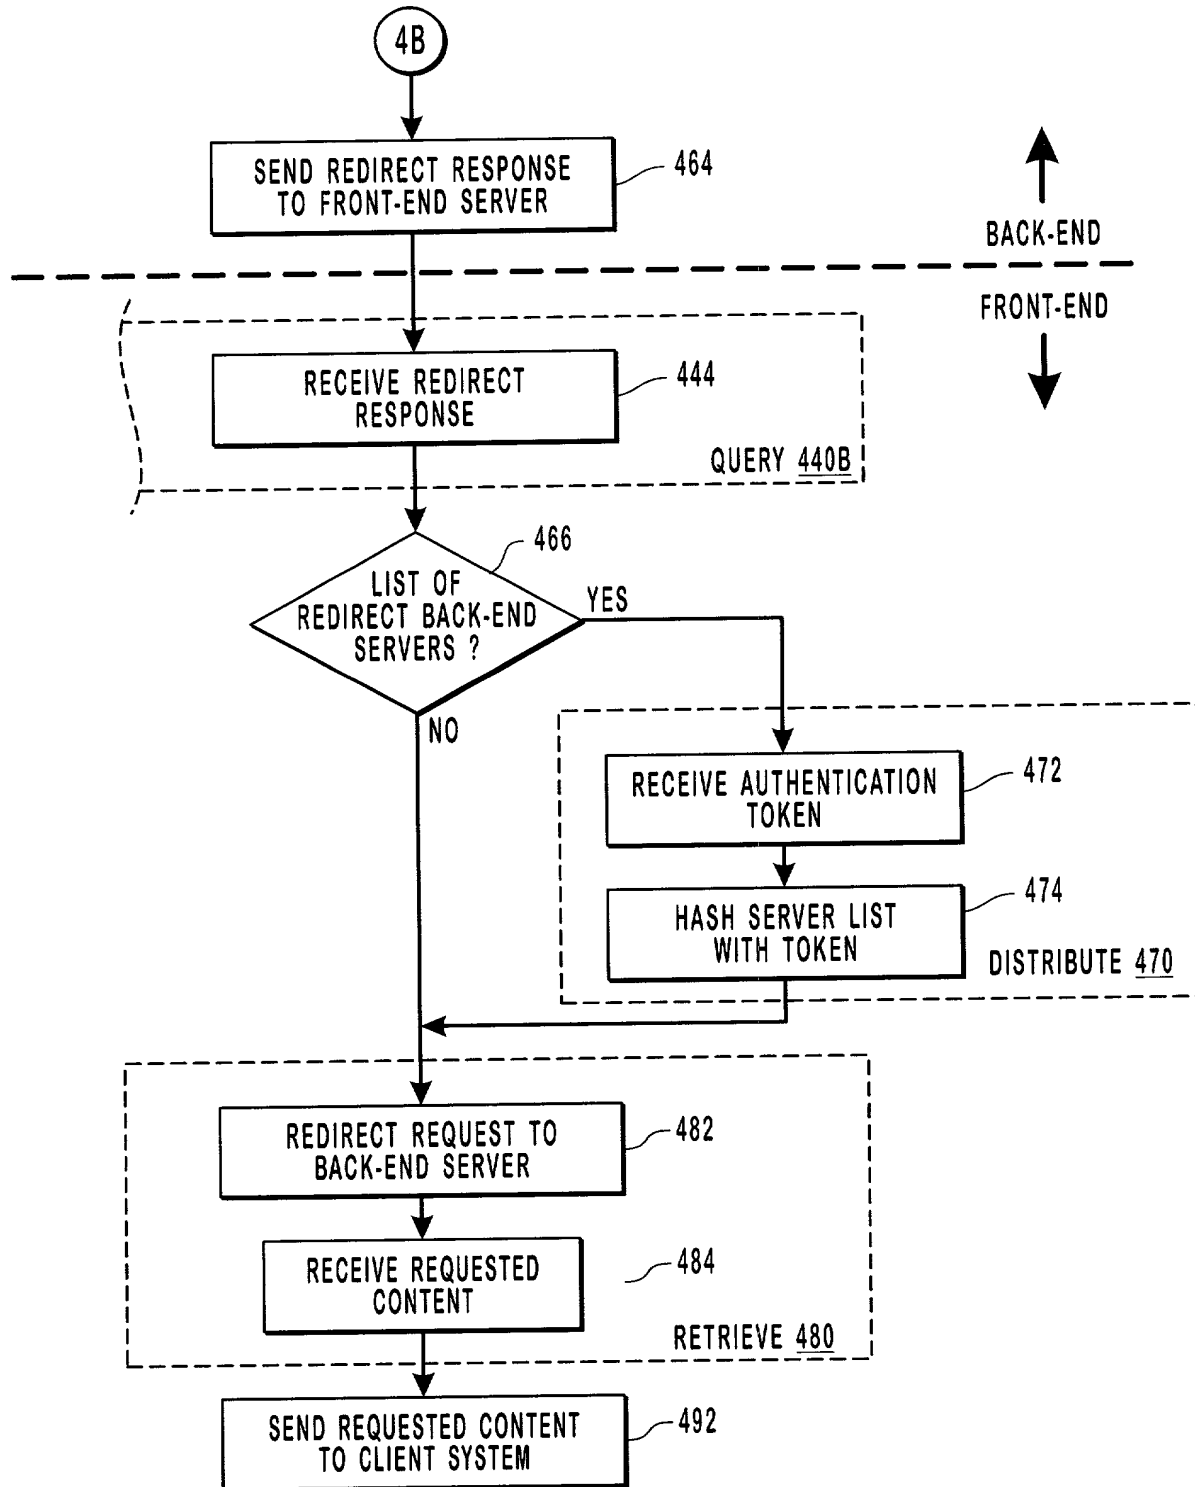 4B
SEND REDIRECT RESPONSE
TO FRONT-END SERVER
464
BACK-END
FRONT-END
RECEIVE REDIRECT
RESPONSE
444
QUERY 440B
466
LIST OF
REDIRECT BACK-END
SERVERS ?
YES
NO
RECEIVE AUTHENTICATION
TOKEN
472
HASH SERVER LIST
WITH TOKEN
474
DISTRIBUTE 470
REDIRECT REQUEST TO
BACK-END SERVER
482
RECEIVE REQUESTED
CONTENT
484
RETRIEVE 480
SEND REQUESTED CONTENT
TO CLIENT SYSTEM
492